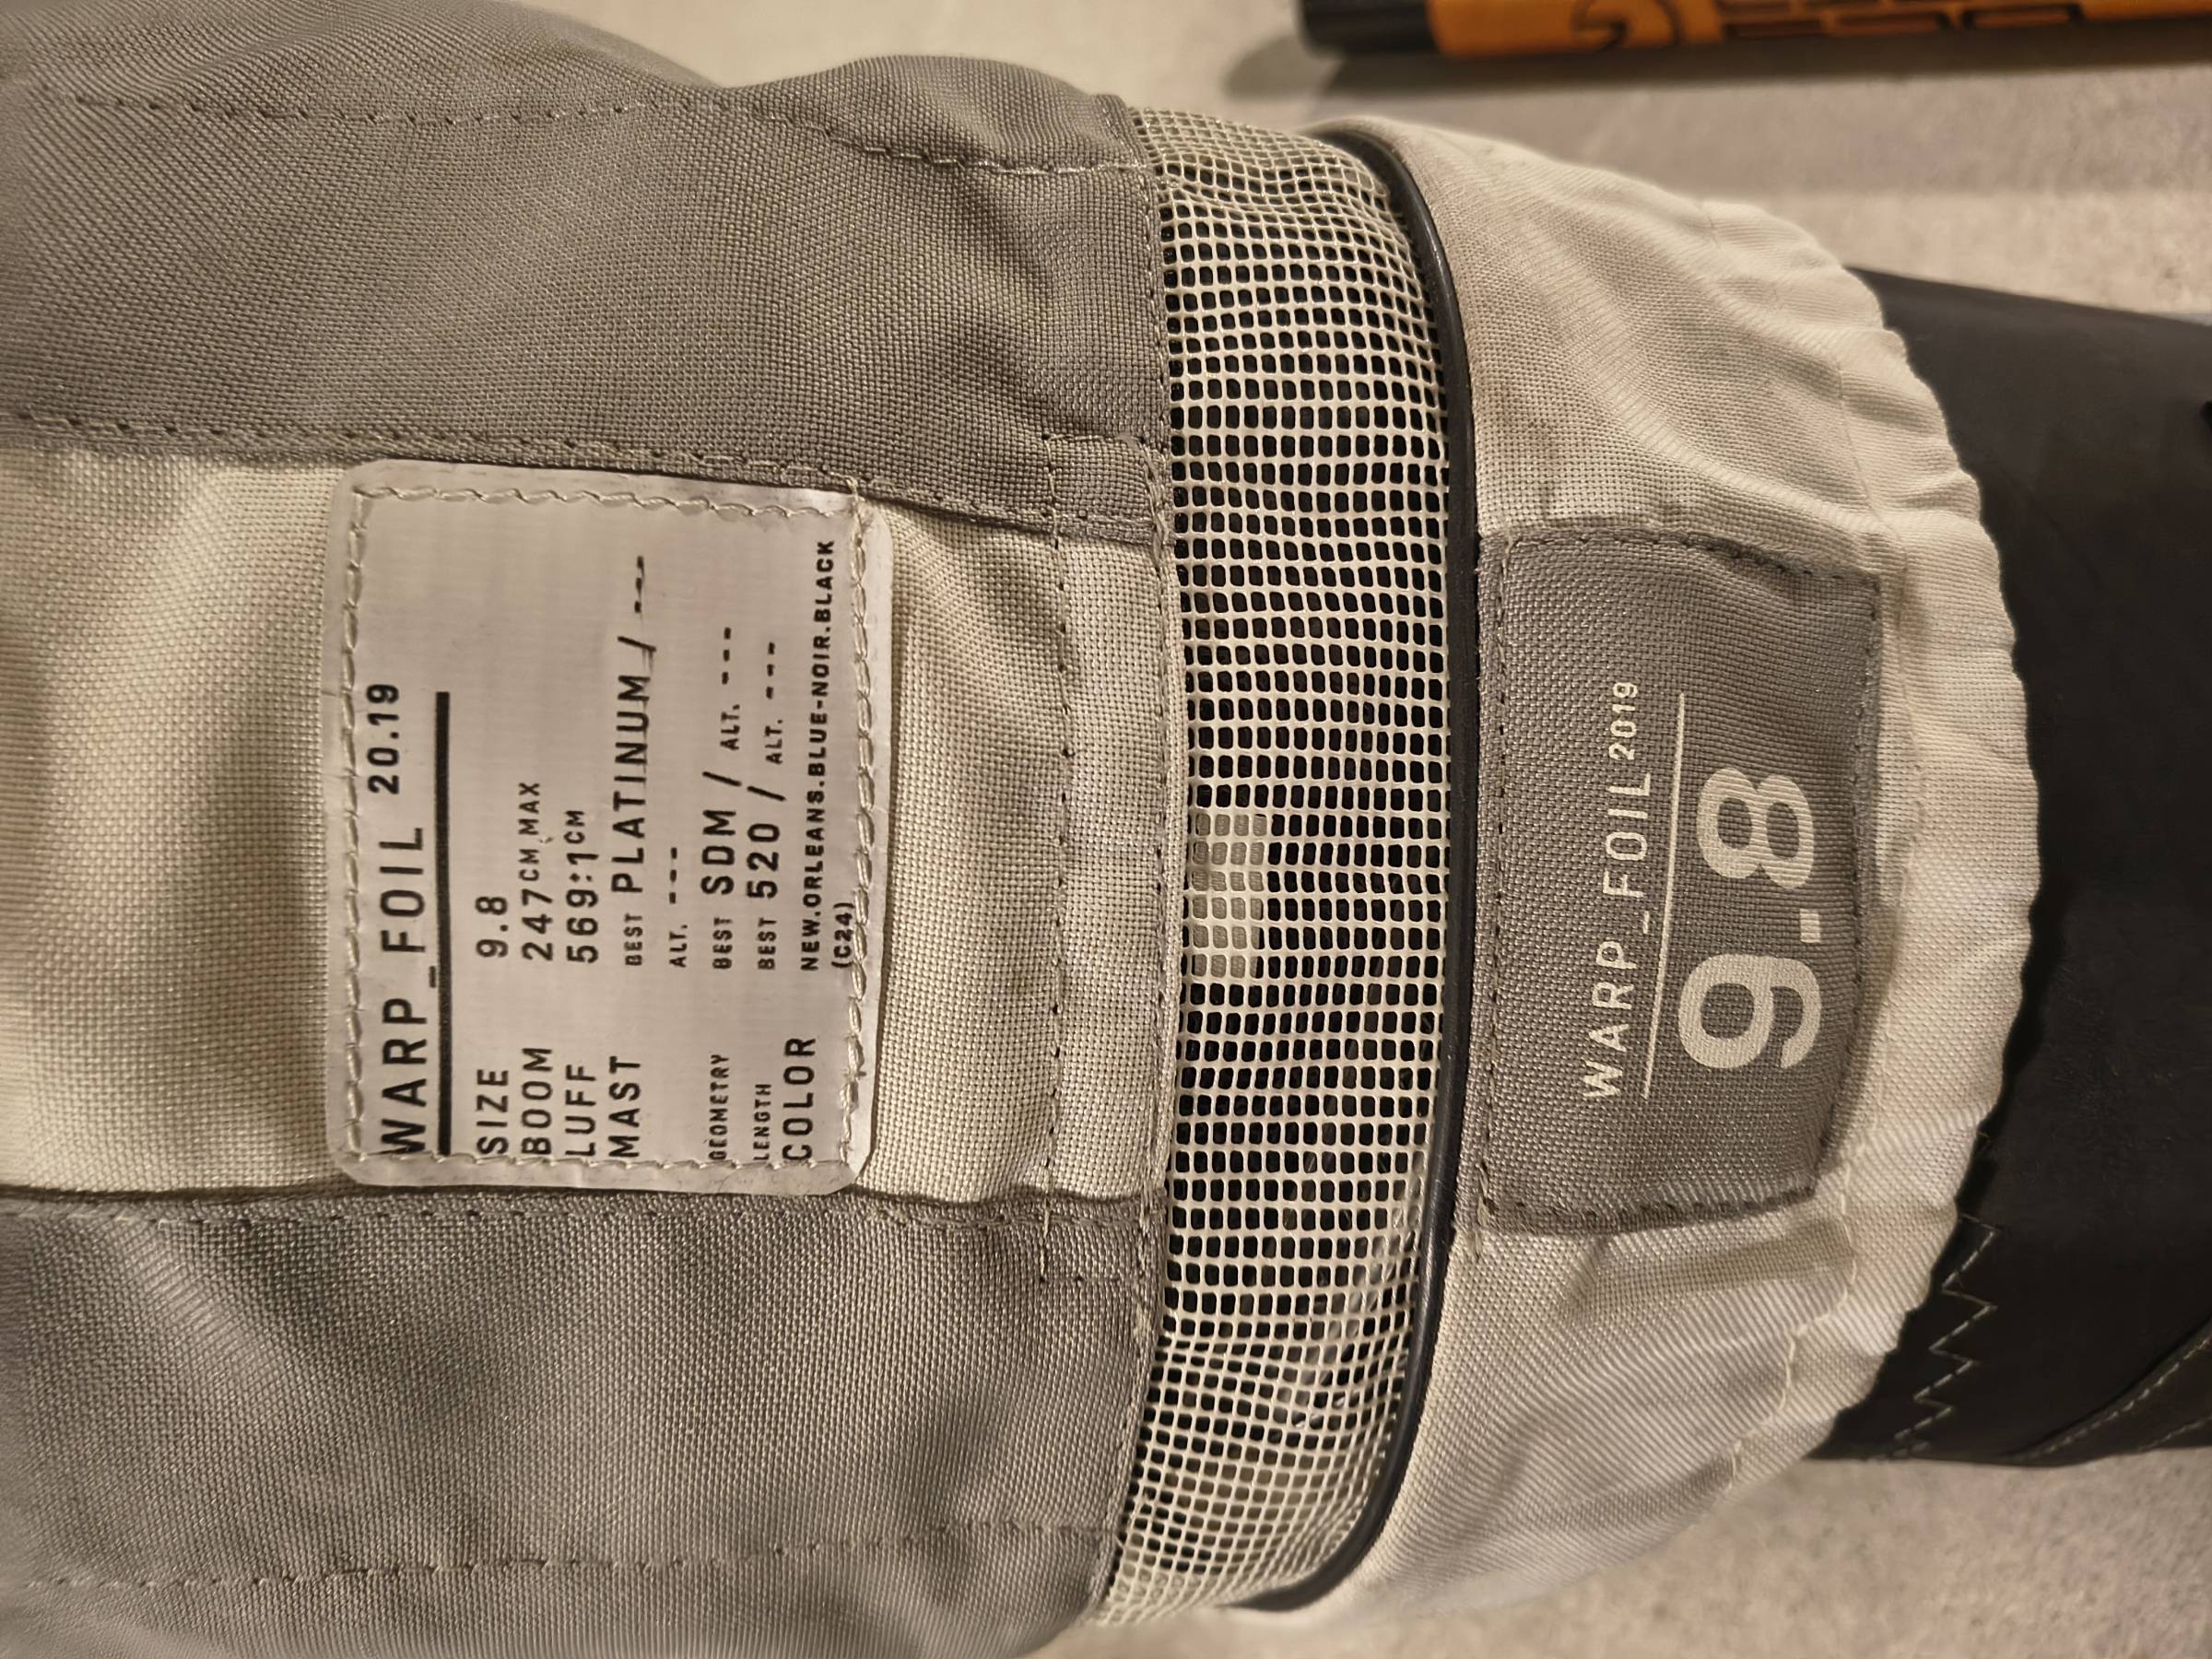 WARP_FOIL 20.19
SIZE 9.8
BOOM 247CM MAX
LUFF 569±1CM
MAST BEST PLATINUM / ---
ALT. ---
GEOMETRY BEST SDM / ALT. ---
LENGTH BEST 520 / ALT. ---
COLOR NEW.ORLEANS.BLUE-NOIR.BLACK
(C24)
WARP_FOIL 2019
9.8